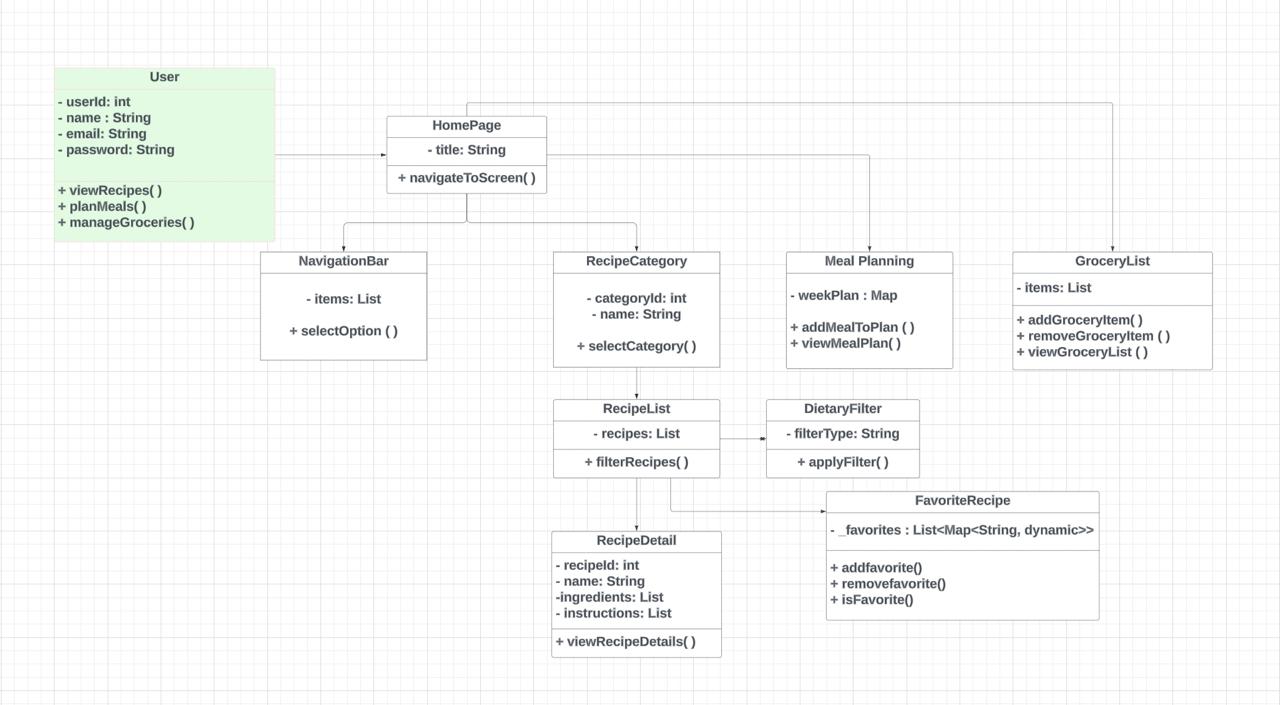 User
- userId: int
- name : String
- email: String
- password: String
+ viewRecipes( )
+ planMeals( )
+ manageGroceries( )
HomePage
- title: String
+ navigateToScreen( )
NavigationBar
- items: List
+ selectOption ( )
RecipeCategory
- categoryId: int
- name: String
+ selectCategory( )
Meal Planning
- weekPlan : Map
+ addMealToPlan ( )
+ viewMealPlan( )
GroceryList
- items: List
+ addGroceryItem( )
+ removeGroceryItem ( )
+ viewGroceryList ( )
RecipeList
- recipes: List
+ filterRecipes( )
DietaryFilter
- filterType: String
+ applyFilter( )
FavoriteRecipe
- _favorites : List<Map<String, dynamic>>
+ addfavorite()
+ removefavorite()
+ isFavorite()
RecipeDetail
- recipeId: int
- name: String
-ingredients: List
- instructions: List
+ viewRecipeDetails( )